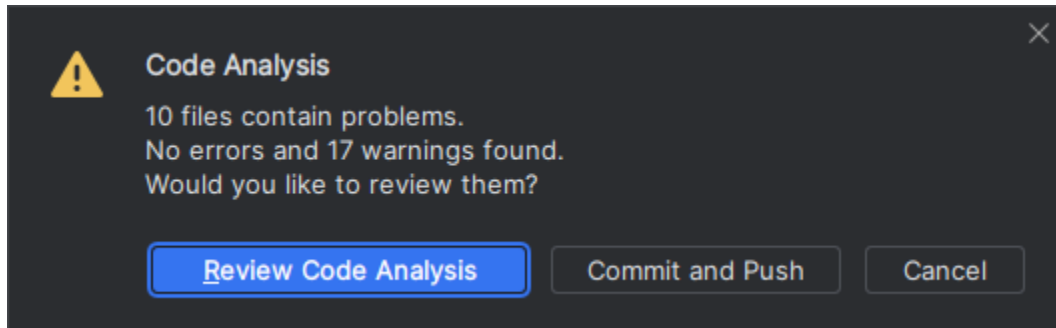 Code Analysis
10 files contain problems.
No errors and 17 warnings found.
Would you like to review them?
Review Code Analysis
Commit and Push
Cancel